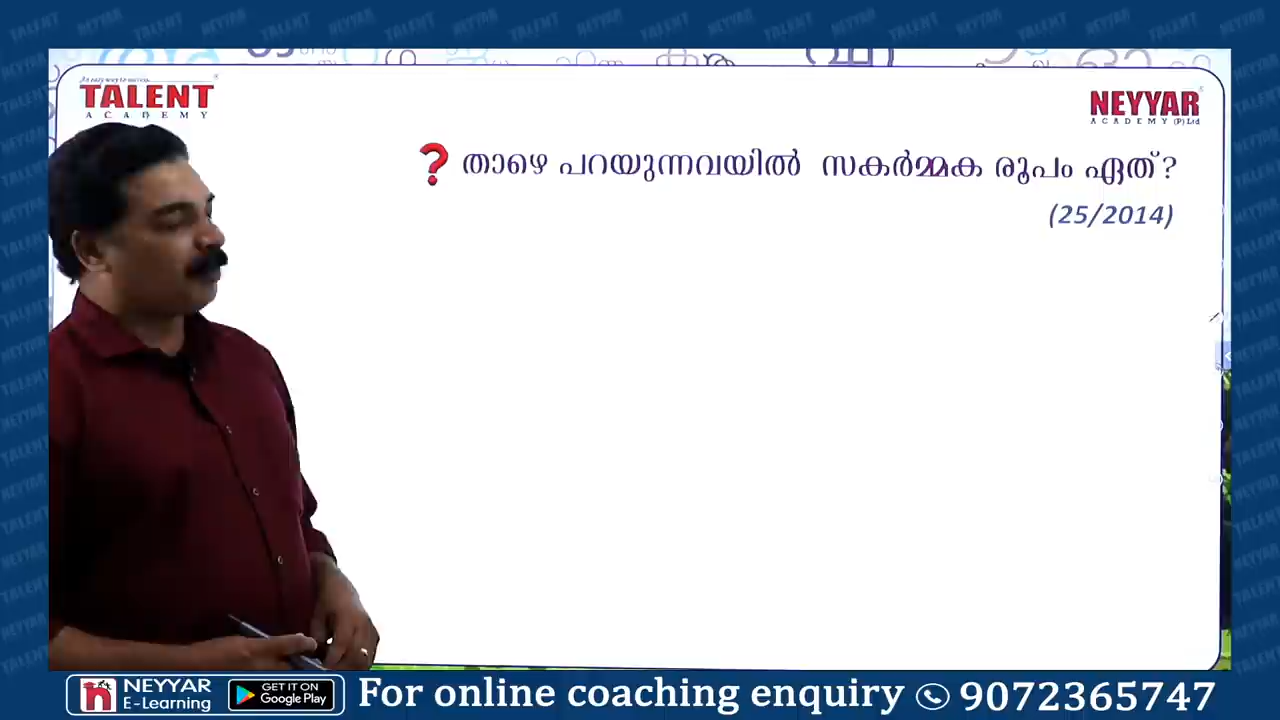 An easy way to success...
TALENT
ACADEMY
NEYYAR
ACADEMY (P) Ltd
❓ താഴെ പറയുന്നവയിൽ സകർമ്മക രൂപം ഏത്?
(25/2014)
NEYYAR
E-Learning
GET IT ON
Google Play
For online coaching enquiry 9072365747